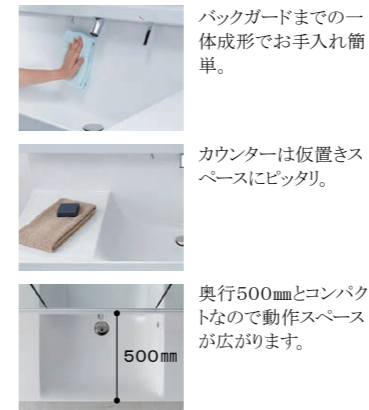 バックガードまでの一
体成形でお手入れ簡
単。
カウンターは仮置きス
ペースにピッタリ。
奥行500㎜とコンパク
トなので動作スペース
が広がります。
500㎜